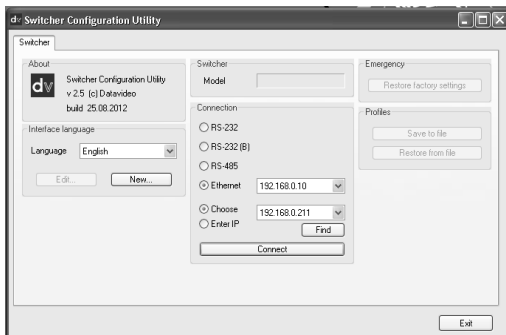 dv Switcher Configuration Utility
Switcher
About
dv
Switcher Configuration Utility
v 2.5 (c) Datavideo
build 25.08.2012
Interface language
Language English
Edit... New...
Switcher
Model
Connection
RS-232
RS-232 (B)
RS-485
Ethernet 192.168.0.10
Choose 192.168.0.211
Enter IP
Find
Connect
Emergency
Restore factory settings
Profiles
Save to file
Restore from file
Exit